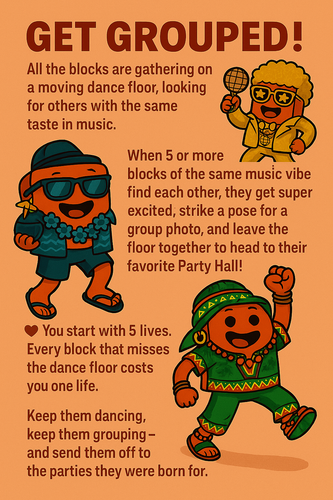 GET GROUPED!
All the blocks are gathering on
a moving dance floor, looking
for others with the same
taste in music.
When 5 or more
blocks of the same music vibe
find each other, they get super
excited, strike a pose for a
group photo, and leave the
floor together to head to their
favorite Party Hall!
♥ You start with 5 lives.
Every block that misses
the dance floor costs
you one life.
Keep them dancing,
keep them grouping –
and send them off to
the parties they were born for.